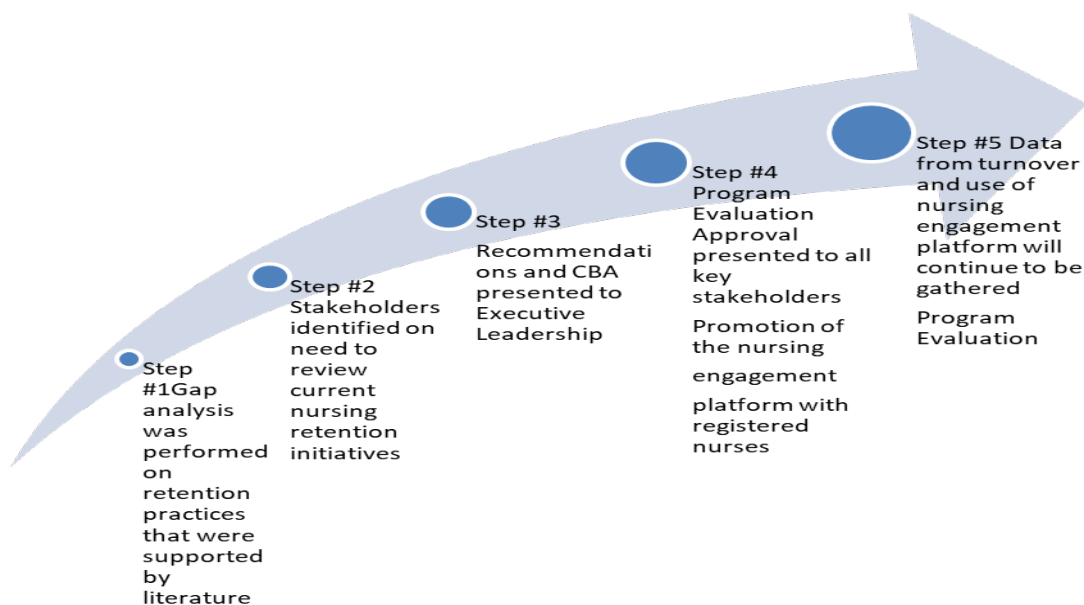 Step
#1Gap
analysis
was
performed
on
retention
practices
that were
supported
by
literature
Step #2
Stakeholders
identified on
need to
review
current
nursing
retention
initiatives
Step #3
Recommendati
ons and CBA
presented to
Executive
Leadership
Step #4
Program
Evaluation
Approval
presented to all
key
stakeholders
Promotion of
the nursing
engagement
platform with
registered
nurses
Step #5 Data
from turnover
and use of
nursing
engagement
platform will
continue to be
gathered
Program
Evaluation